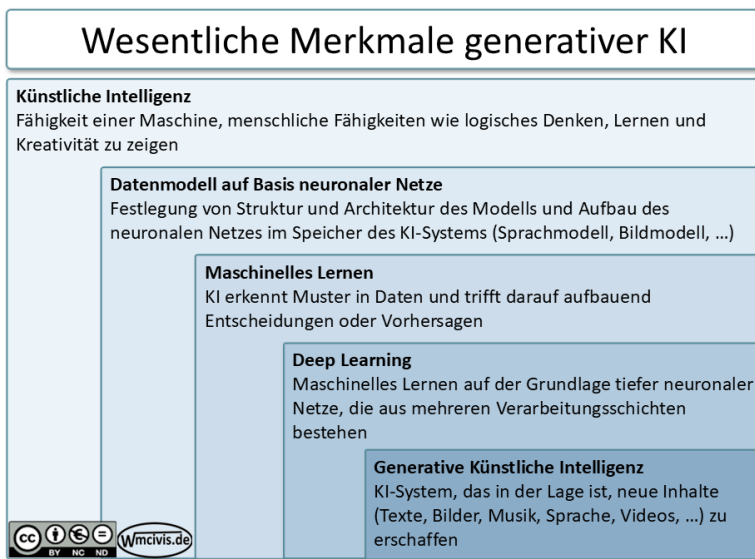 Wesentliche Merkmale generativer KI
Künstliche Intelligenz
Fähigkeit einer Maschine, menschliche Fähigkeiten wie logisches Denken, Lernen und
Kreativität zu zeigen
Datenmodell auf Basis neuronaler Netze
Festlegung von Struktur und Architektur des Modells und Aufbau des
neuronalen Netzes im Speicher des KI-Systems (Sprachmodell, Bildmodell, ...)
Maschinelles Lernen
KI erkennt Muster in Daten und trifft darauf aufbauend
Entscheidungen oder Vorhersagen
Deep Learning
Maschinelles Lernen auf der Grundlage tiefer neuronaler
Netze, die aus mehreren Verarbeitungsschichten
bestehen
Generative Künstliche Intelligenz
KI-System, das in der Lage ist, neue Inhalte
(Texte, Bilder, Musik, Sprache, Videos, ...) zu
erschaffen
cc
BY NC ND
Wmcivis.de